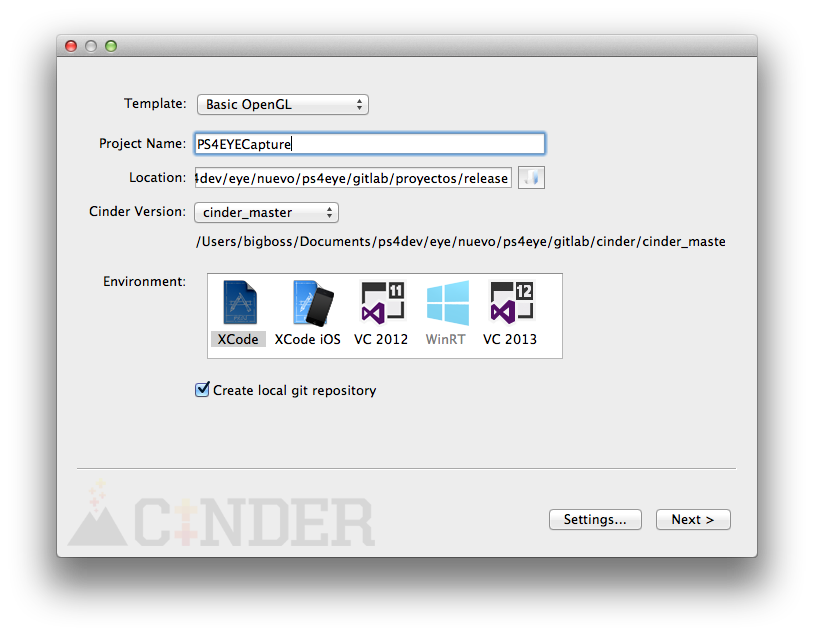 Template: Basic OpenGL
Project Name: PS4EYECapture
Location: 4dev/eye/nuevo/ps4eye/gitlab/proyectos/release
Cinder Version: cinder_master
/Users/bigboss/Documents/ps4dev/eye/nuevo/ps4eye/gitlab/cinder/cinder_maste
Environment:
11 12
XCode XCode iOS VC 2012 WinRT VC 2013
Create local git repository
CINDER
Settings... Next >